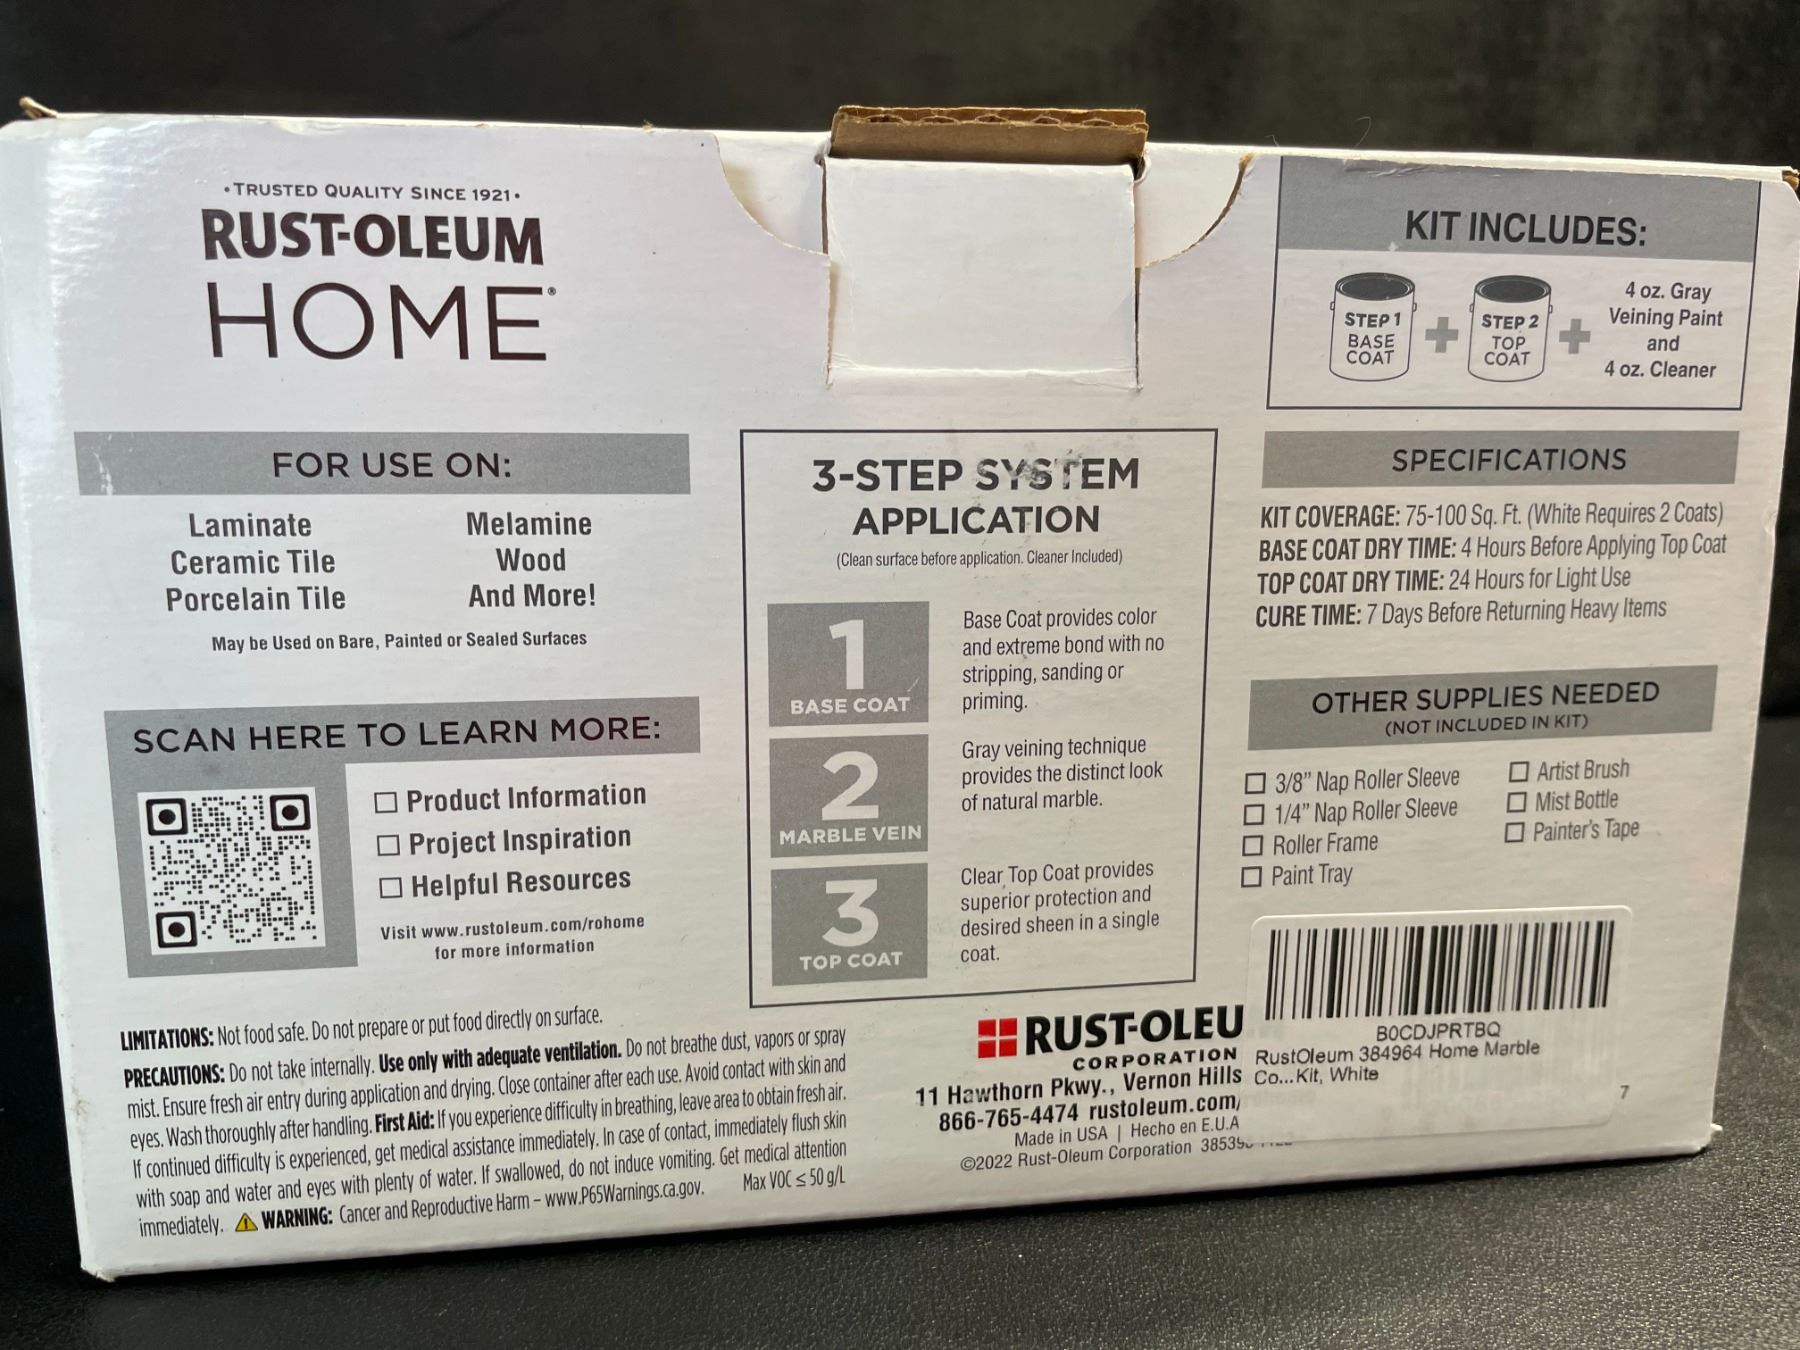 •TRUSTED QUALITY SINCE 1921•
RUST-OLEUM
HOME®
FOR USE ON:
Laminate
Ceramic Tile
Porcelain Tile
Melamine
Wood
And More!
May be Used on Bare, Painted or Sealed Surfaces
SCAN HERE TO LEARN MORE:
Product Information
Project Inspiration
Helpful Resources
Visit www.rustoleum.com/rohome
for more information
3-STEP SYSTEM
APPLICATION
(Clean surface before application. Cleaner Included)
1
BASE COAT
Base Coat provides color
and extreme bond with no
stripping, sanding or
priming.
2
MARBLE VEIN
Gray veining technique
provides the distinct look
of natural marble.
3
TOP COAT
Clear Top Coat provides
superior protection and
desired sheen in a single
coat.
KIT INCLUDES:
STEP 1
BASE
COAT
+
STEP 2
TOP
COAT
+
4 oz. Gray
Veining Paint
and
4 oz. Cleaner
SPECIFICATIONS
KIT COVERAGE: 75-100 Sq. Ft. (White Requires 2 Coats)
BASE COAT DRY TIME: 4 Hours Before Applying Top Coat
TOP COAT DRY TIME: 24 Hours for Light Use
CURE TIME: 7 Days Before Returning Heavy Items
OTHER SUPPLIES NEEDED
(NOT INCLUDED IN KIT)
3/8" Nap Roller Sleeve
1/4" Nap Roller Sleeve
Roller Frame
Paint Tray
Artist Brush
Mist Bottle
Painter's Tape
LIMITATIONS: Not food safe. Do not prepare or put food directly on surface.
PRECAUTIONS: Do not take internally. Use only with adequate ventilation. Do not breathe dust, vapors or spray
mist. Ensure fresh air entry during application and drying. Close container after each use. Avoid contact with skin and
eyes. Wash thoroughly after handling. First Aid: If you experience difficulty in breathing, leave area to obtain fresh air.
If continued difficulty is experienced, get medical assistance immediately. In case of contact, immediately flush skin
with soap and water and eyes with plenty of water. If swallowed, do not induce vomiting. Get medical attention
immediately. WARNING: Cancer and Reproductive Harm – www.P65Warnings.ca.gov.
Max VOC ≤ 50 g/L
RUST-OLEU
CORPORATION
11 Hawthorn Pkwy., Vernon Hills
866-765-4474 rustoleum.com/
Made in USA | Hecho en E.U.A
©2022 Rust-Oleum Corporation
B0CDJPRTBQ
RustOleum 384964 Home Marble
Co...Kit, White
7